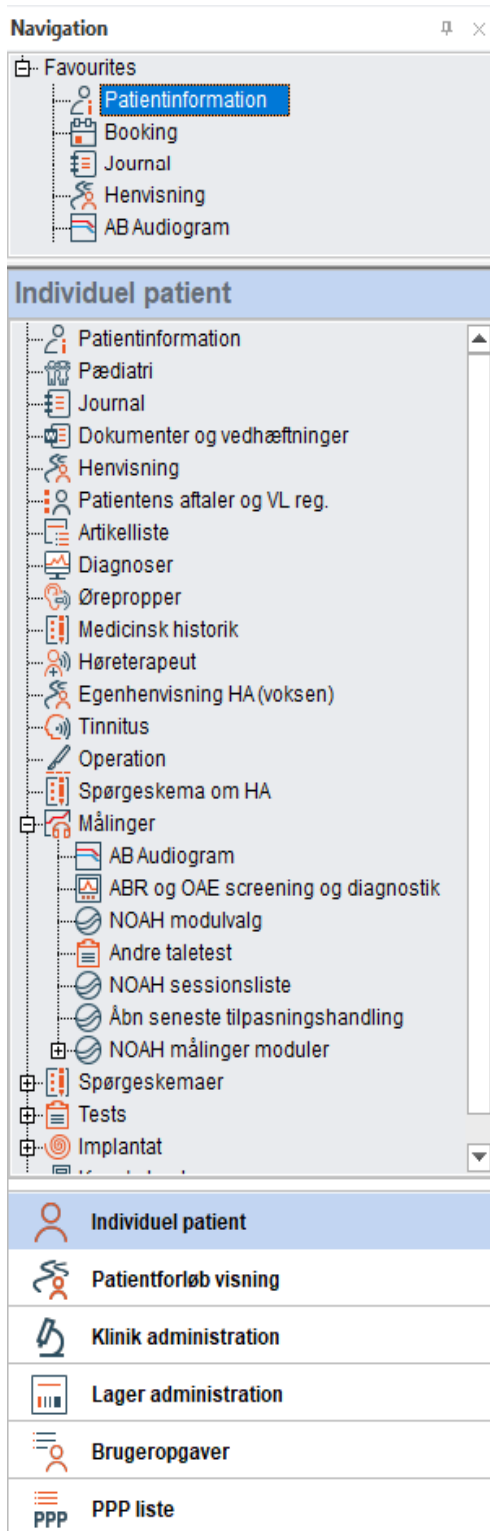 Navigation
Favourites
Patientinformation
Booking
Journal
Henvisning
AB Audiogram
Individuel patient
Patientinformation
Pædiatri
Journal
Dokumenter og vedhæftninger
Henvisning
Patientens aftaler og VL reg.
Artikelliste
Diagnoser
Ørepropper
Medicinsk historik
Høreterapeut
Egenhenvisning HA (voksen)
Tinnitus
Operation
Spørgeskema om HA
Målinger
AB Audiogram
ABR og OAE screening og diagnostik
NOAH modulvalg
Andre taletest
NOAH sessionsliste
Åbn seneste tilpasningshandling
NOAH målinger moduler
Spørgeskemaer
Tests
Implantat
Individuel patient
Patientforløb visning
Klinik administration
Lager administration
Brugeropgaver
PPP PPP liste